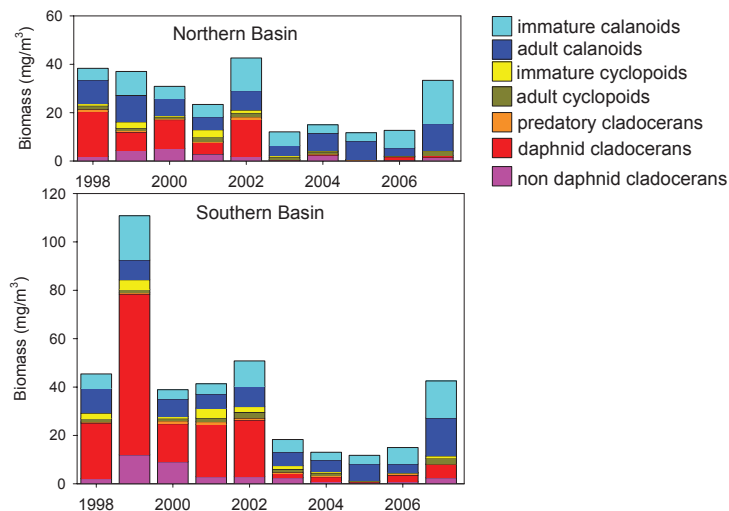 60
40
20
0
Biomass (mg/m³)
Northern Basin
1998
2000
2002
2004
2006
immature calanoids
adult calanoids
immature cyclopoids
adult cyclopoids
predatory cladocerans
daphnid cladocerans
non daphnid cladocerans
120
100
80
60
40
20
0
Biomass (mg/m³)
Southern Basin
1998
2000
2002
2004
2006